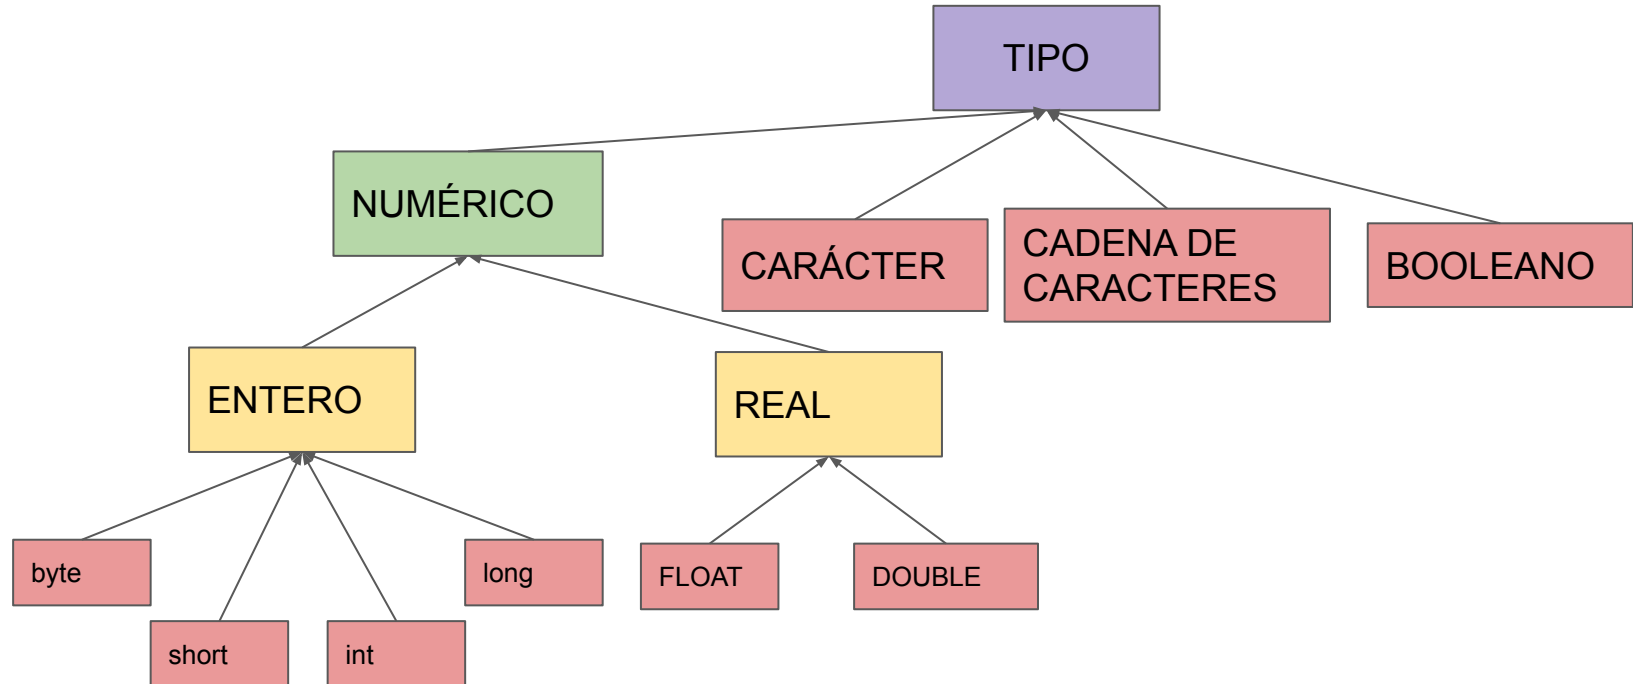 TIPO
NUMÉRICO
CARÁCTER
CADENA DE
CARACTERES
BOOLEANO
ENTERO
REAL
byte
long
FLOAT
DOUBLE
short
int